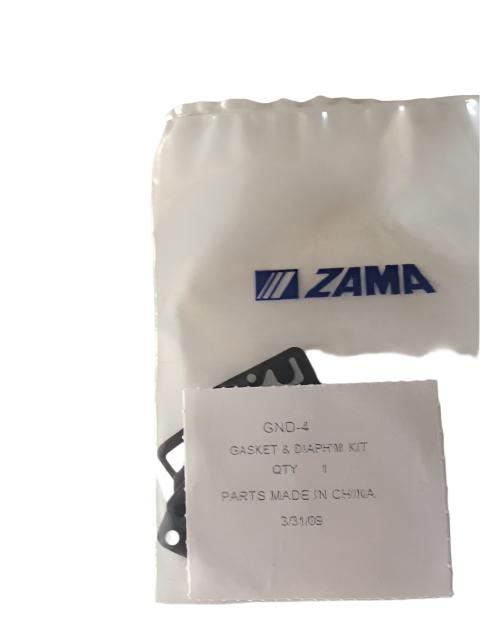 ZAMA
GND-4
GASKET & DIAPH'M KIT
QTY 1
PARTS MADE IN CHINA
3/31/09